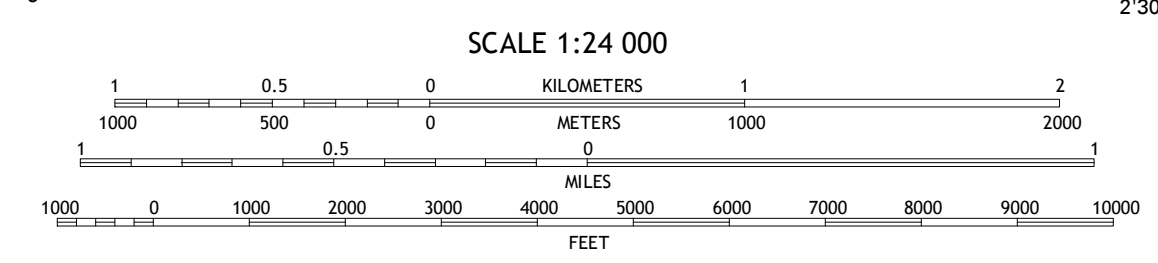 2'30
SCALE 1:24 000
1 0.5 0 KILOMETERS 1 2
1000 500 0 METERS 1000 2000
1 0.5 0 1
MILES
1000 0 1000 2000 3000 4000 5000 6000 7000 8000 9000 10000
FEET